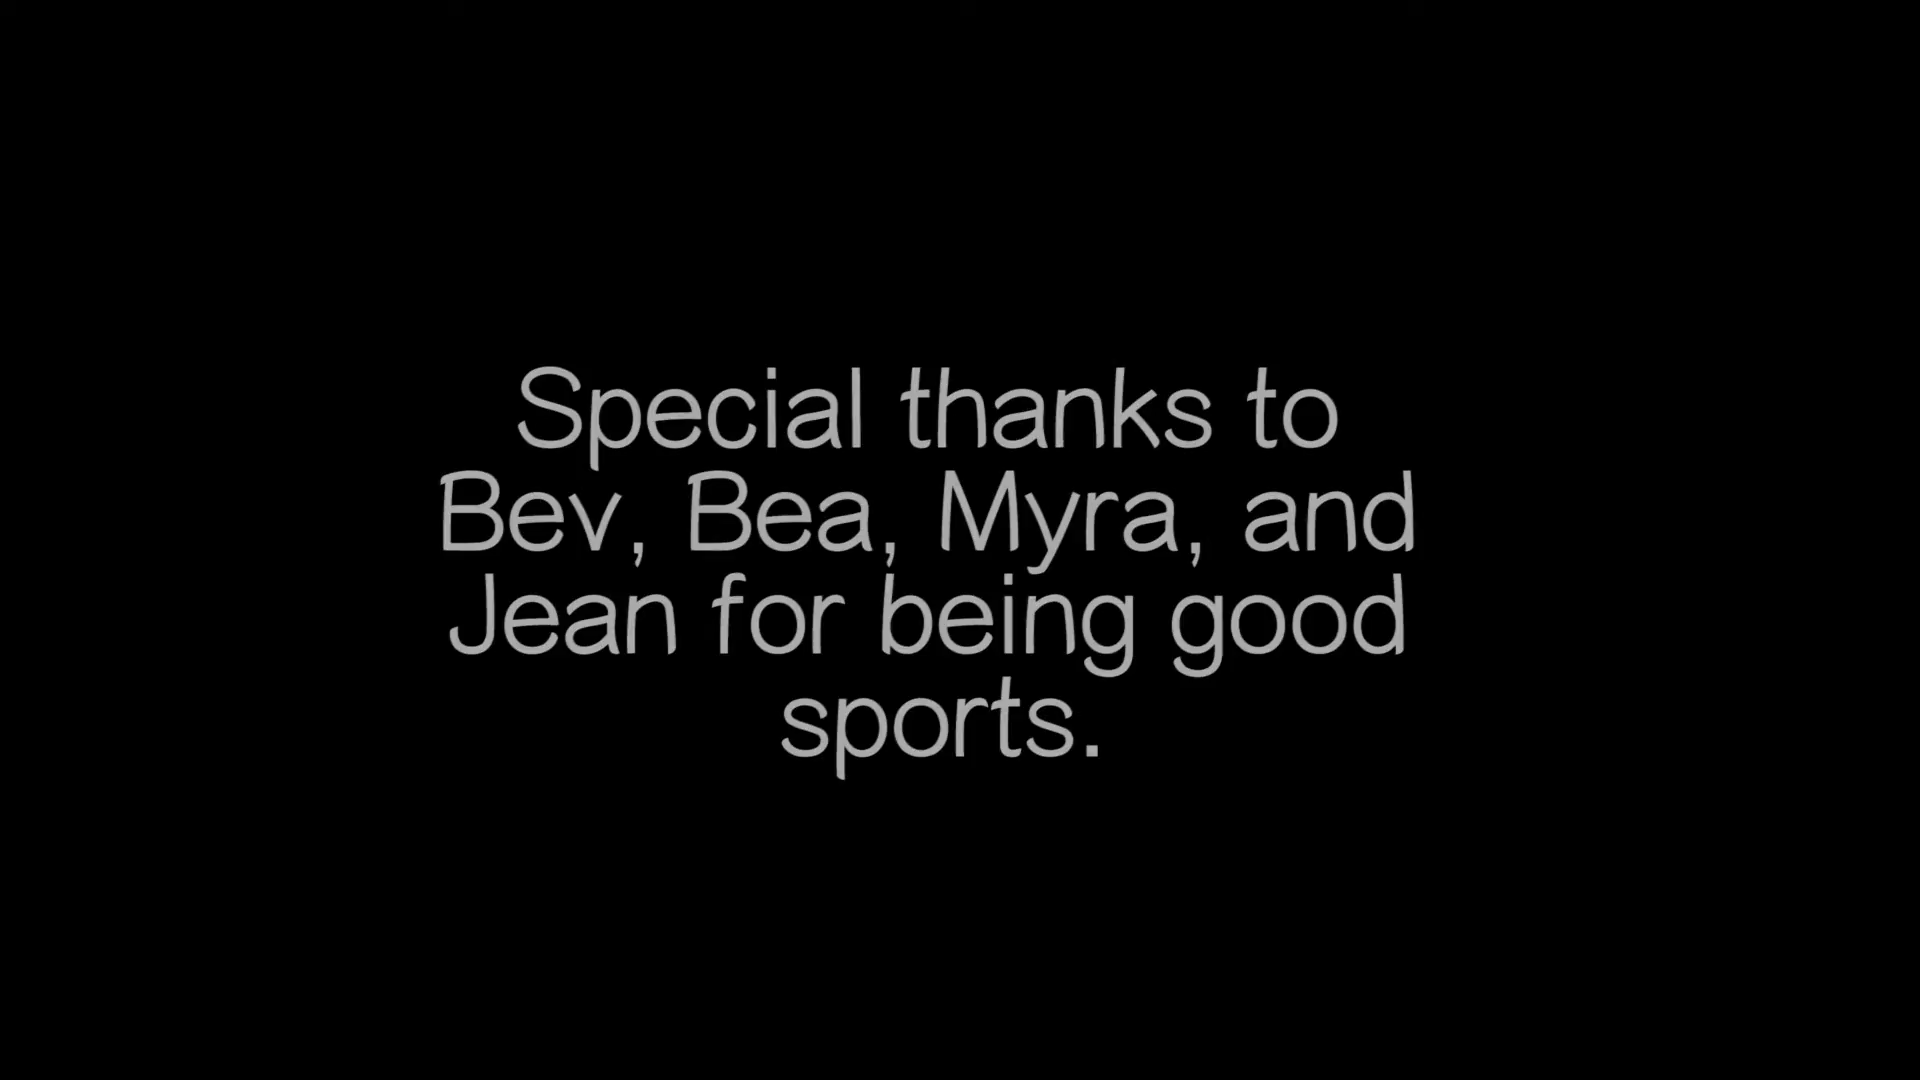 Special thanks to
Bev, Bea, Myra, and
Jean for being good
sports.